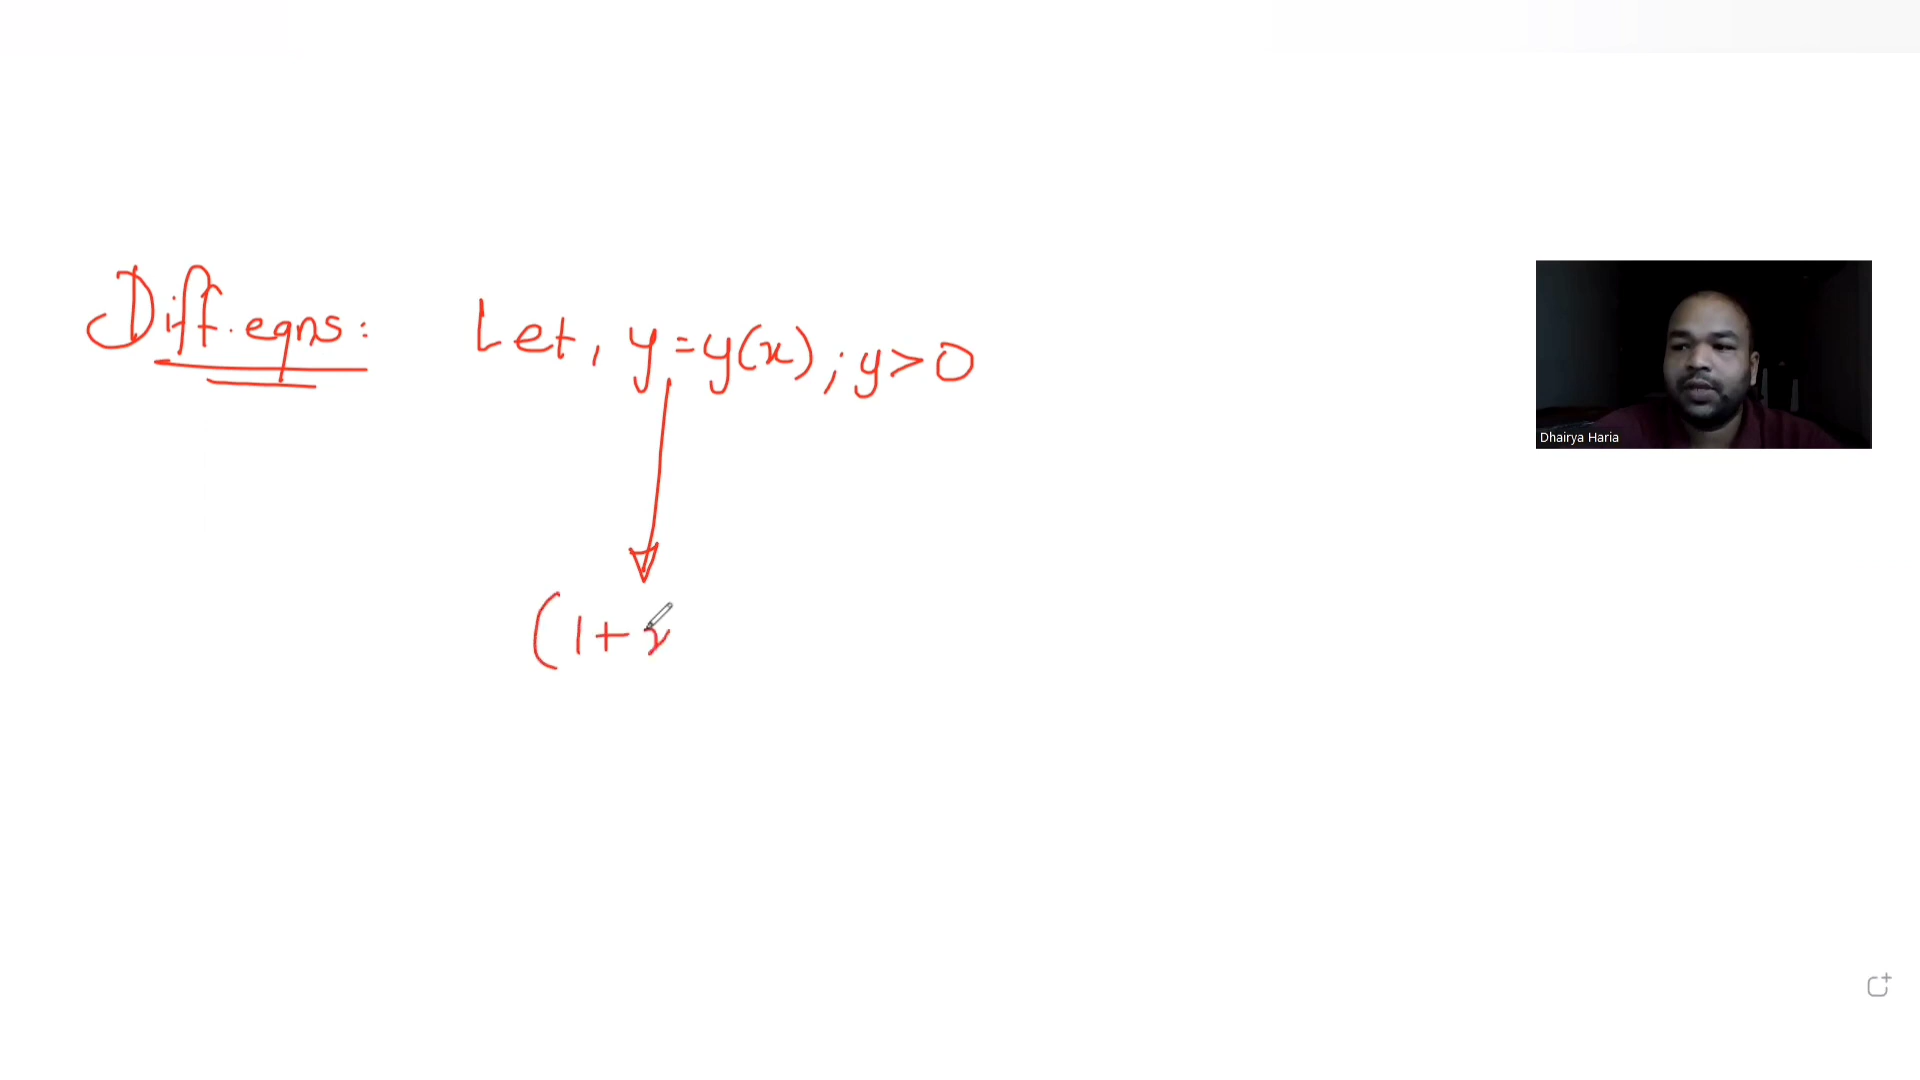 Diff. eqns: Let, y=y(x); y>0
Dhairya Haria
(1+x